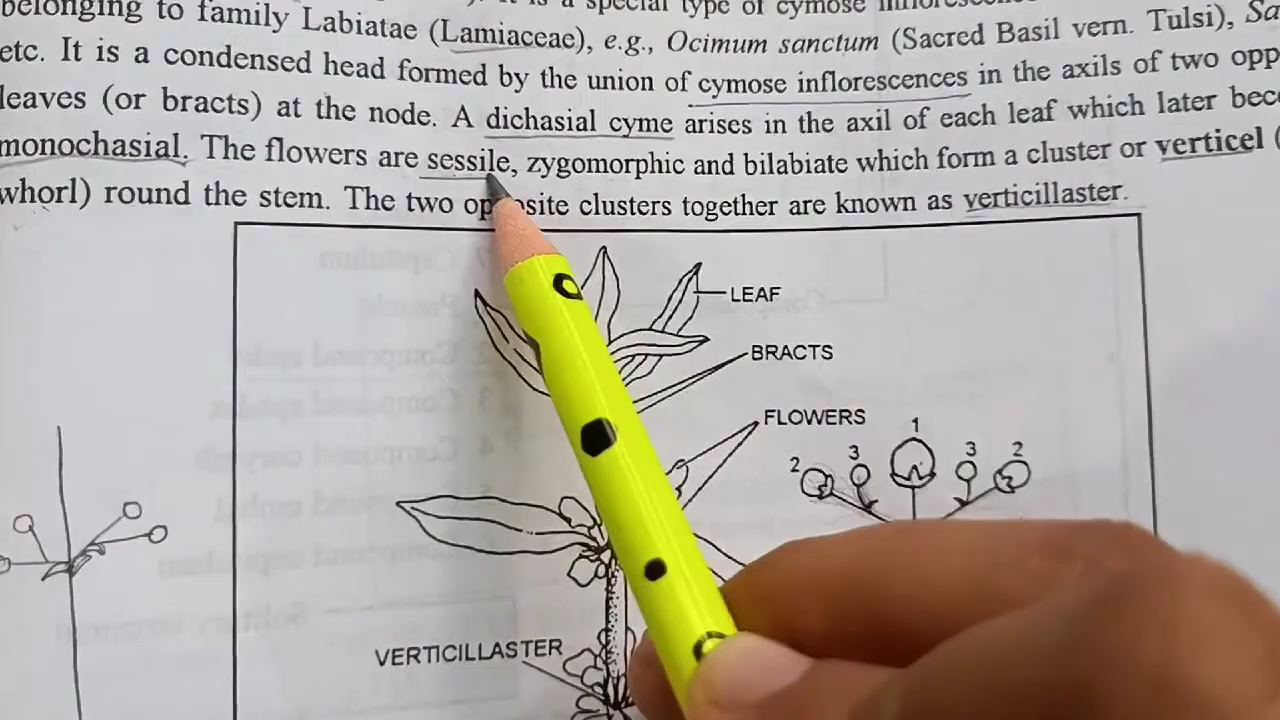 belonging to family Labiatae (Lamiaceae), e.g., Ocimum sanctum (Sacred Basil vern. Tulsi),
a special type of cymose
etc. It is a condensed head formed by the union of cymose inflorescences in the axils of two
leaves (or bracts) at the node. A dichasial cyme arises in the axil of each leaf which later
monochasial. The flowers are sessile, zygomorphic and bilabiate which form a cluster or verticel (
whorl) round the stem. The two opposite clusters together are known as verticillaster.
LEAF
BRACTS
FLOWERS
1
2 3 3 2
VERTICILLASTER